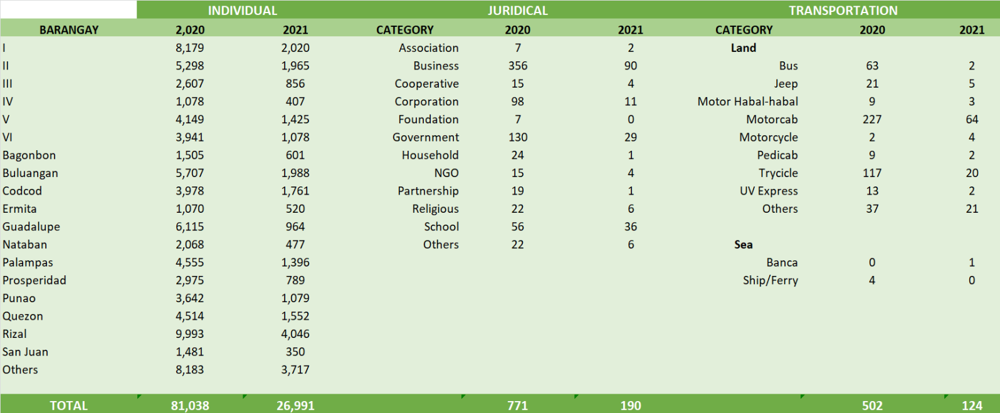 INDIVIDUAL JURIDICAL TRANSPORTATION
BARANGAY 2,020 2021 CATEGORY 2020 2021 CATEGORY 2020 2021
I 8,179 2,020 Association 7 2 Land
II 5,298 1,965 Business 356 90 Bus 63 2
III 2,607 856 Cooperative 15 4 Jeep 21 5
IV 1,078 407 Corporation 98 11 Motor Habal-habal 9 3
V 4,149 1,425 Foundation 7 0 Motorcab 227 64
VI 3,941 1,078 Government 130 29 Motorcycle 2 4
Bagonbon 1,505 601 Household 24 1 Pedicab 9 2
Buluangan 5,707 1,988 NGO 15 4 Trycicle 117 20
Codcod 3,978 1,761 Partnership 19 1 UV Express 13 2
Ermita 1,070 520 Religious 22 6 Others 37 21
Guadalupe 6,115 964 School 56 36
Nataban 2,068 477 Others 22 6 Sea
Palampas 4,555 1,396 Banca 0 1
Prosperidad 2,975 789 Ship/Ferry 4 0
Punao 3,642 1,079
Quezon 4,514 1,552
Rizal 9,993 4,046
San Juan 1,481 350
Others 8,183 3,717
TOTAL 81,038 26,991 771 190 502 124